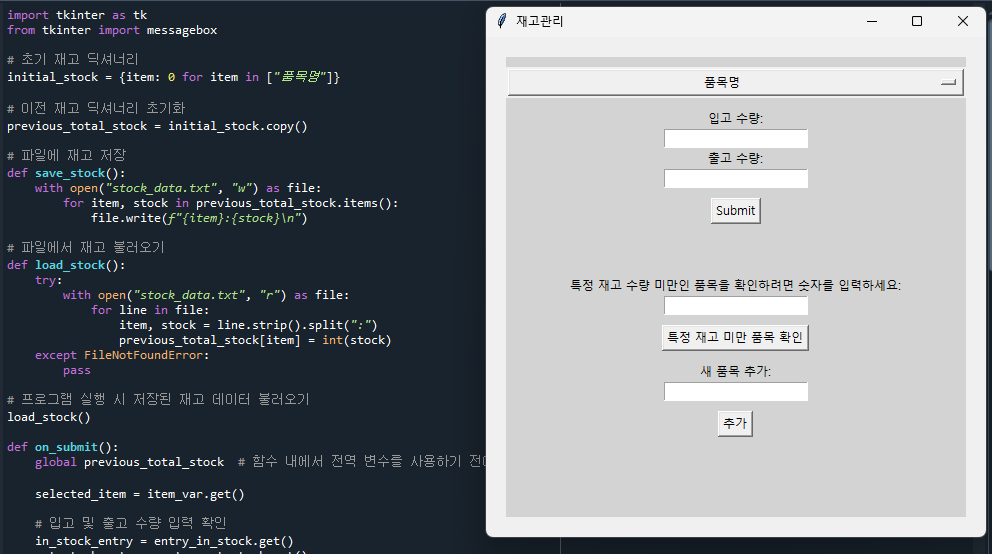 import tkinter as tk
from tkinter import messagebox
# 초기 재고 딕셔너리
initial_stock = {item: 0 for item in ["품목명"]}
# 이전 재고 딕셔너리 초기화
previous_total_stock = initial_stock.copy()
# 파일에 재고 저장
def save_stock():
    with open("stock_data.txt", "w") as file:
        for item, stock in previous_total_stock.items():
            file.write(f"{item}:{stock}\n")
# 파일에서 재고 불러오기
def load_stock():
    try:
        with open("stock_data.txt", "r") as file:
            for line in file:
                item, stock = line.strip().split(":")
                previous_total_stock[item] = int(stock)
    except FileNotFoundError:
        pass
# 프로그램 실행 시 저장된 재고 데이터 불러오기
load_stock()
def on_submit():
    global previous_total_stock  # 함수 내에서 전역 변수를 사용하기 전에
    selected_item = item_var.get()
    # 입고 및 출고 수량 입력 확인
    in_stock_entry = entry_in_stock.get()
재고관리
품목명
입고 수량:
출고 수량:
Submit
특정 재고 수량 미만인 품목을 확인하려면 숫자를 입력하세요:
특정 재고 미만 품목 확인
새 품목 추가:
추가